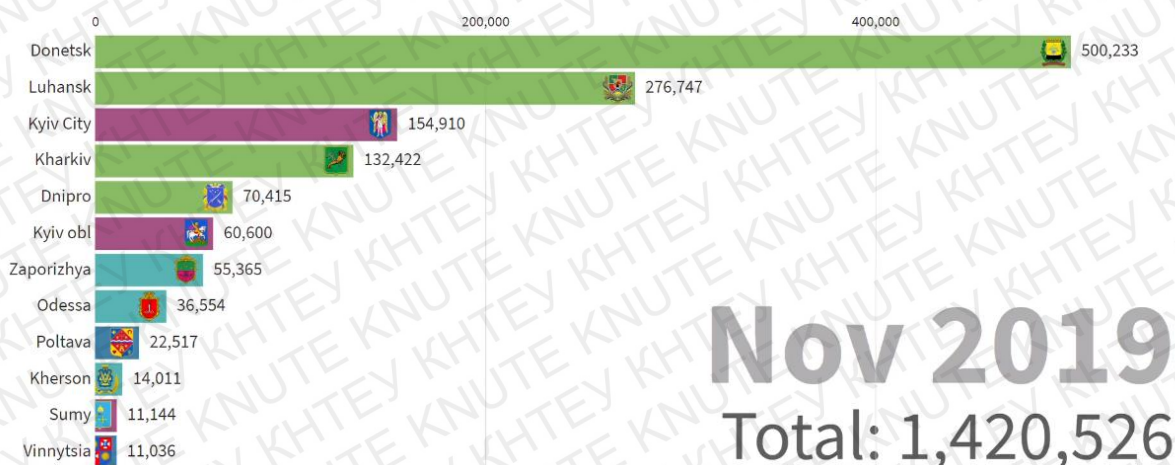 0 200,000 400,000
Donetsk 500,233
Luhansk 276,747
Kyiv City 154,910
Kharkiv 132,422
Dnipro 70,415
Kyiv obl 60,600
Zaporizhya 55,365
Odessa 36,554
Poltava 22,517
Kherson 14,011
Sumy 11,144
Vinnytsia 11,036
Nov 2019
Total: 1,420,526
KHTEY KNUTE KHTEY KNUTE